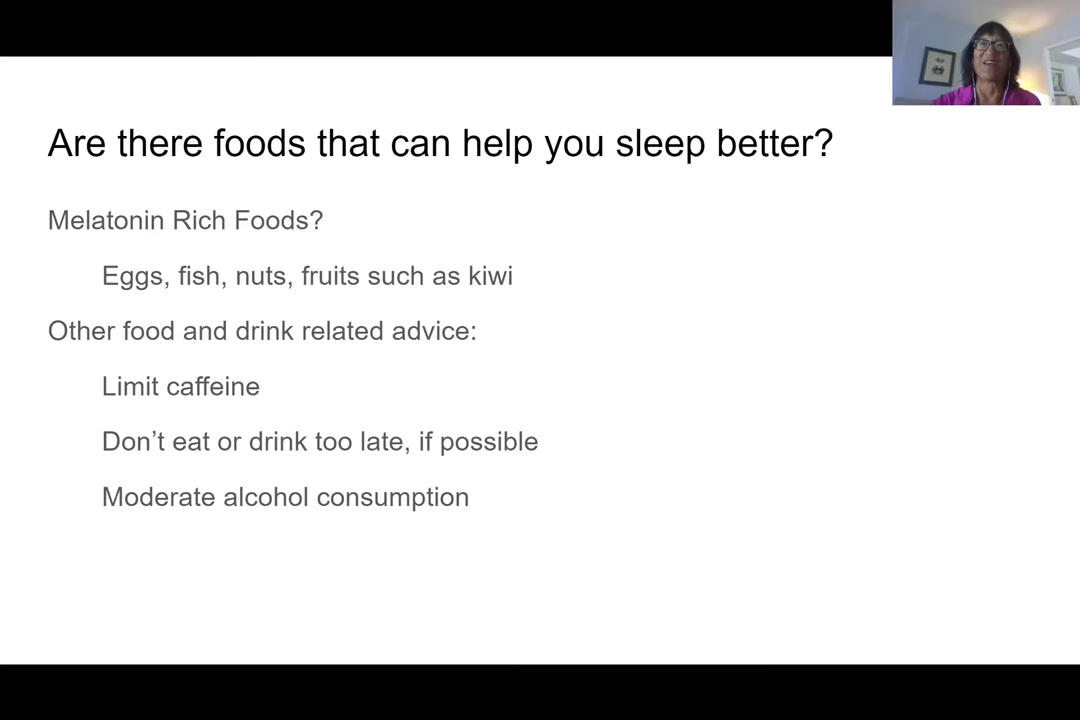 Are there foods that can help you sleep better?
Melatonin Rich Foods?
Eggs, fish, nuts, fruits such as kiwi
Other food and drink related advice:
Limit caffeine
Don’t eat or drink too late, if possible
Moderate alcohol consumption